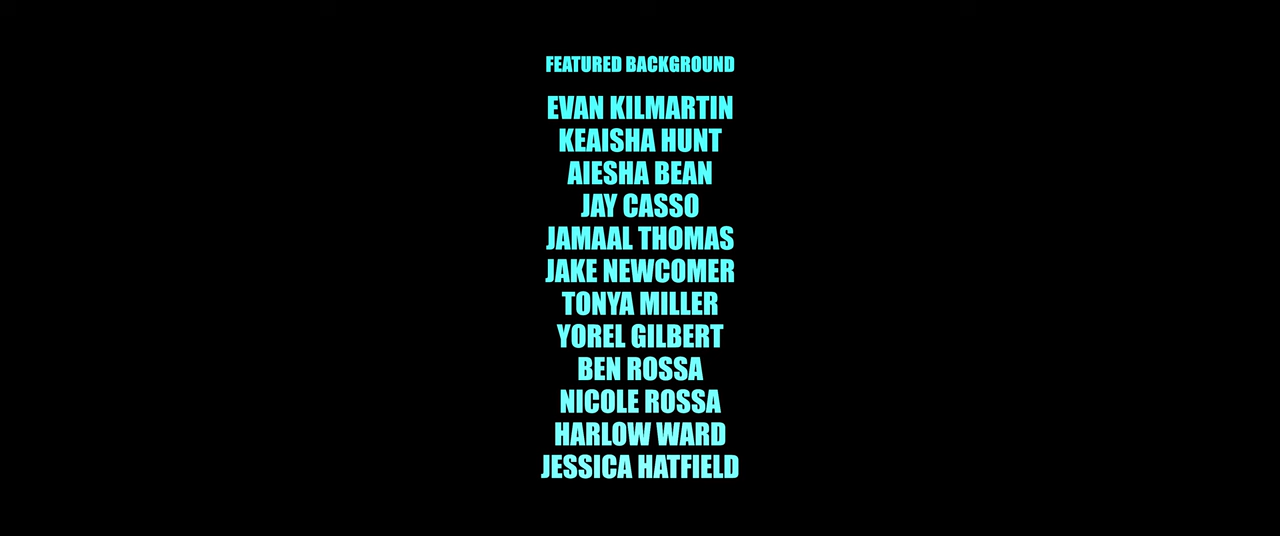 FEATURED BACKGROUND
EVAN KILMARTIN
KEAISHA HUNT
AIESHA BEAN
JAY CASSO
JAMAAL THOMAS
JAKE NEWCOMER
TONYA MILLER
YOREL GILBERT
BEN ROSSA
NICOLE ROSSA
HARLOW WARD
JESSICA HATFIELD